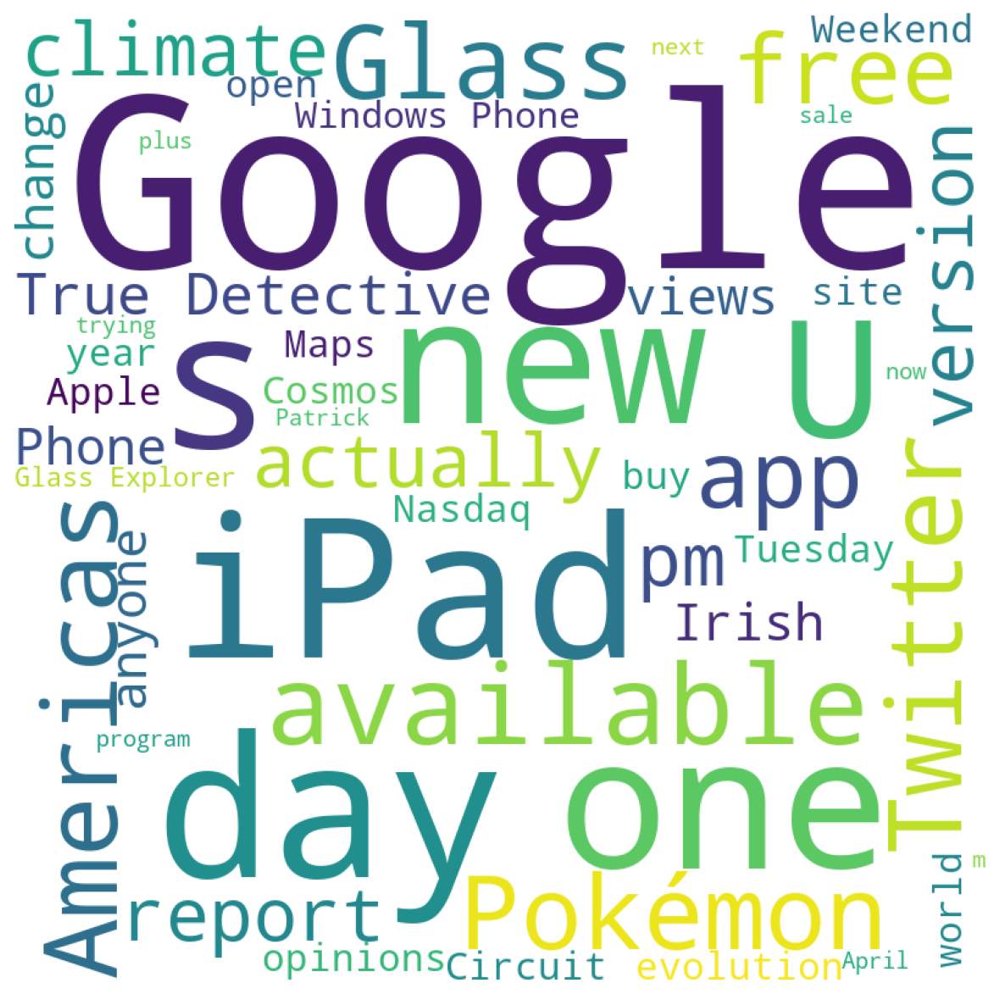 climate
Glass
free
Weekend
next
open
Windows Phone
sale
change
plus
Google
version
True Detective
views
site
trying
year
s
Maps
new
U
now
Apple
Cosmos
Patrick
Phone
actually
buy
app
Glass Explorer
Nasdaq
Twitter
Americas
anyone
iPad
pm
Tuesday
Irish
available
program
day
one
report
Pokémon
world
m
opinions
Circuit
evolution
April